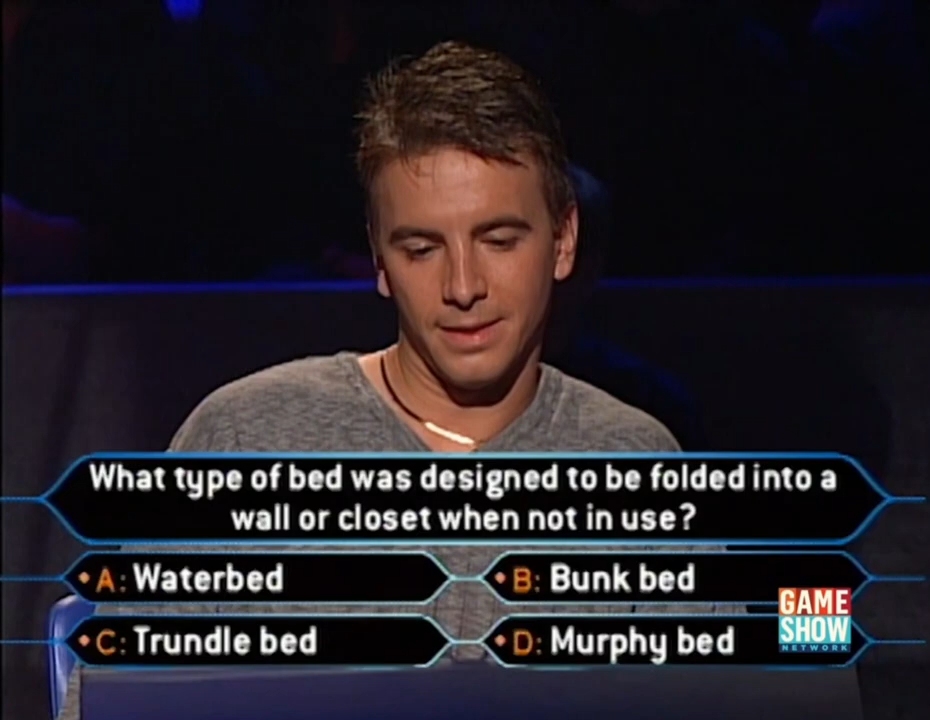 What type of bed was designed to be folded into a
wall or closet when not in use?
A: Waterbed
B: Bunk bed
C: Trundle bed
D: Murphy bed
GAME
SHOW
NETWORK